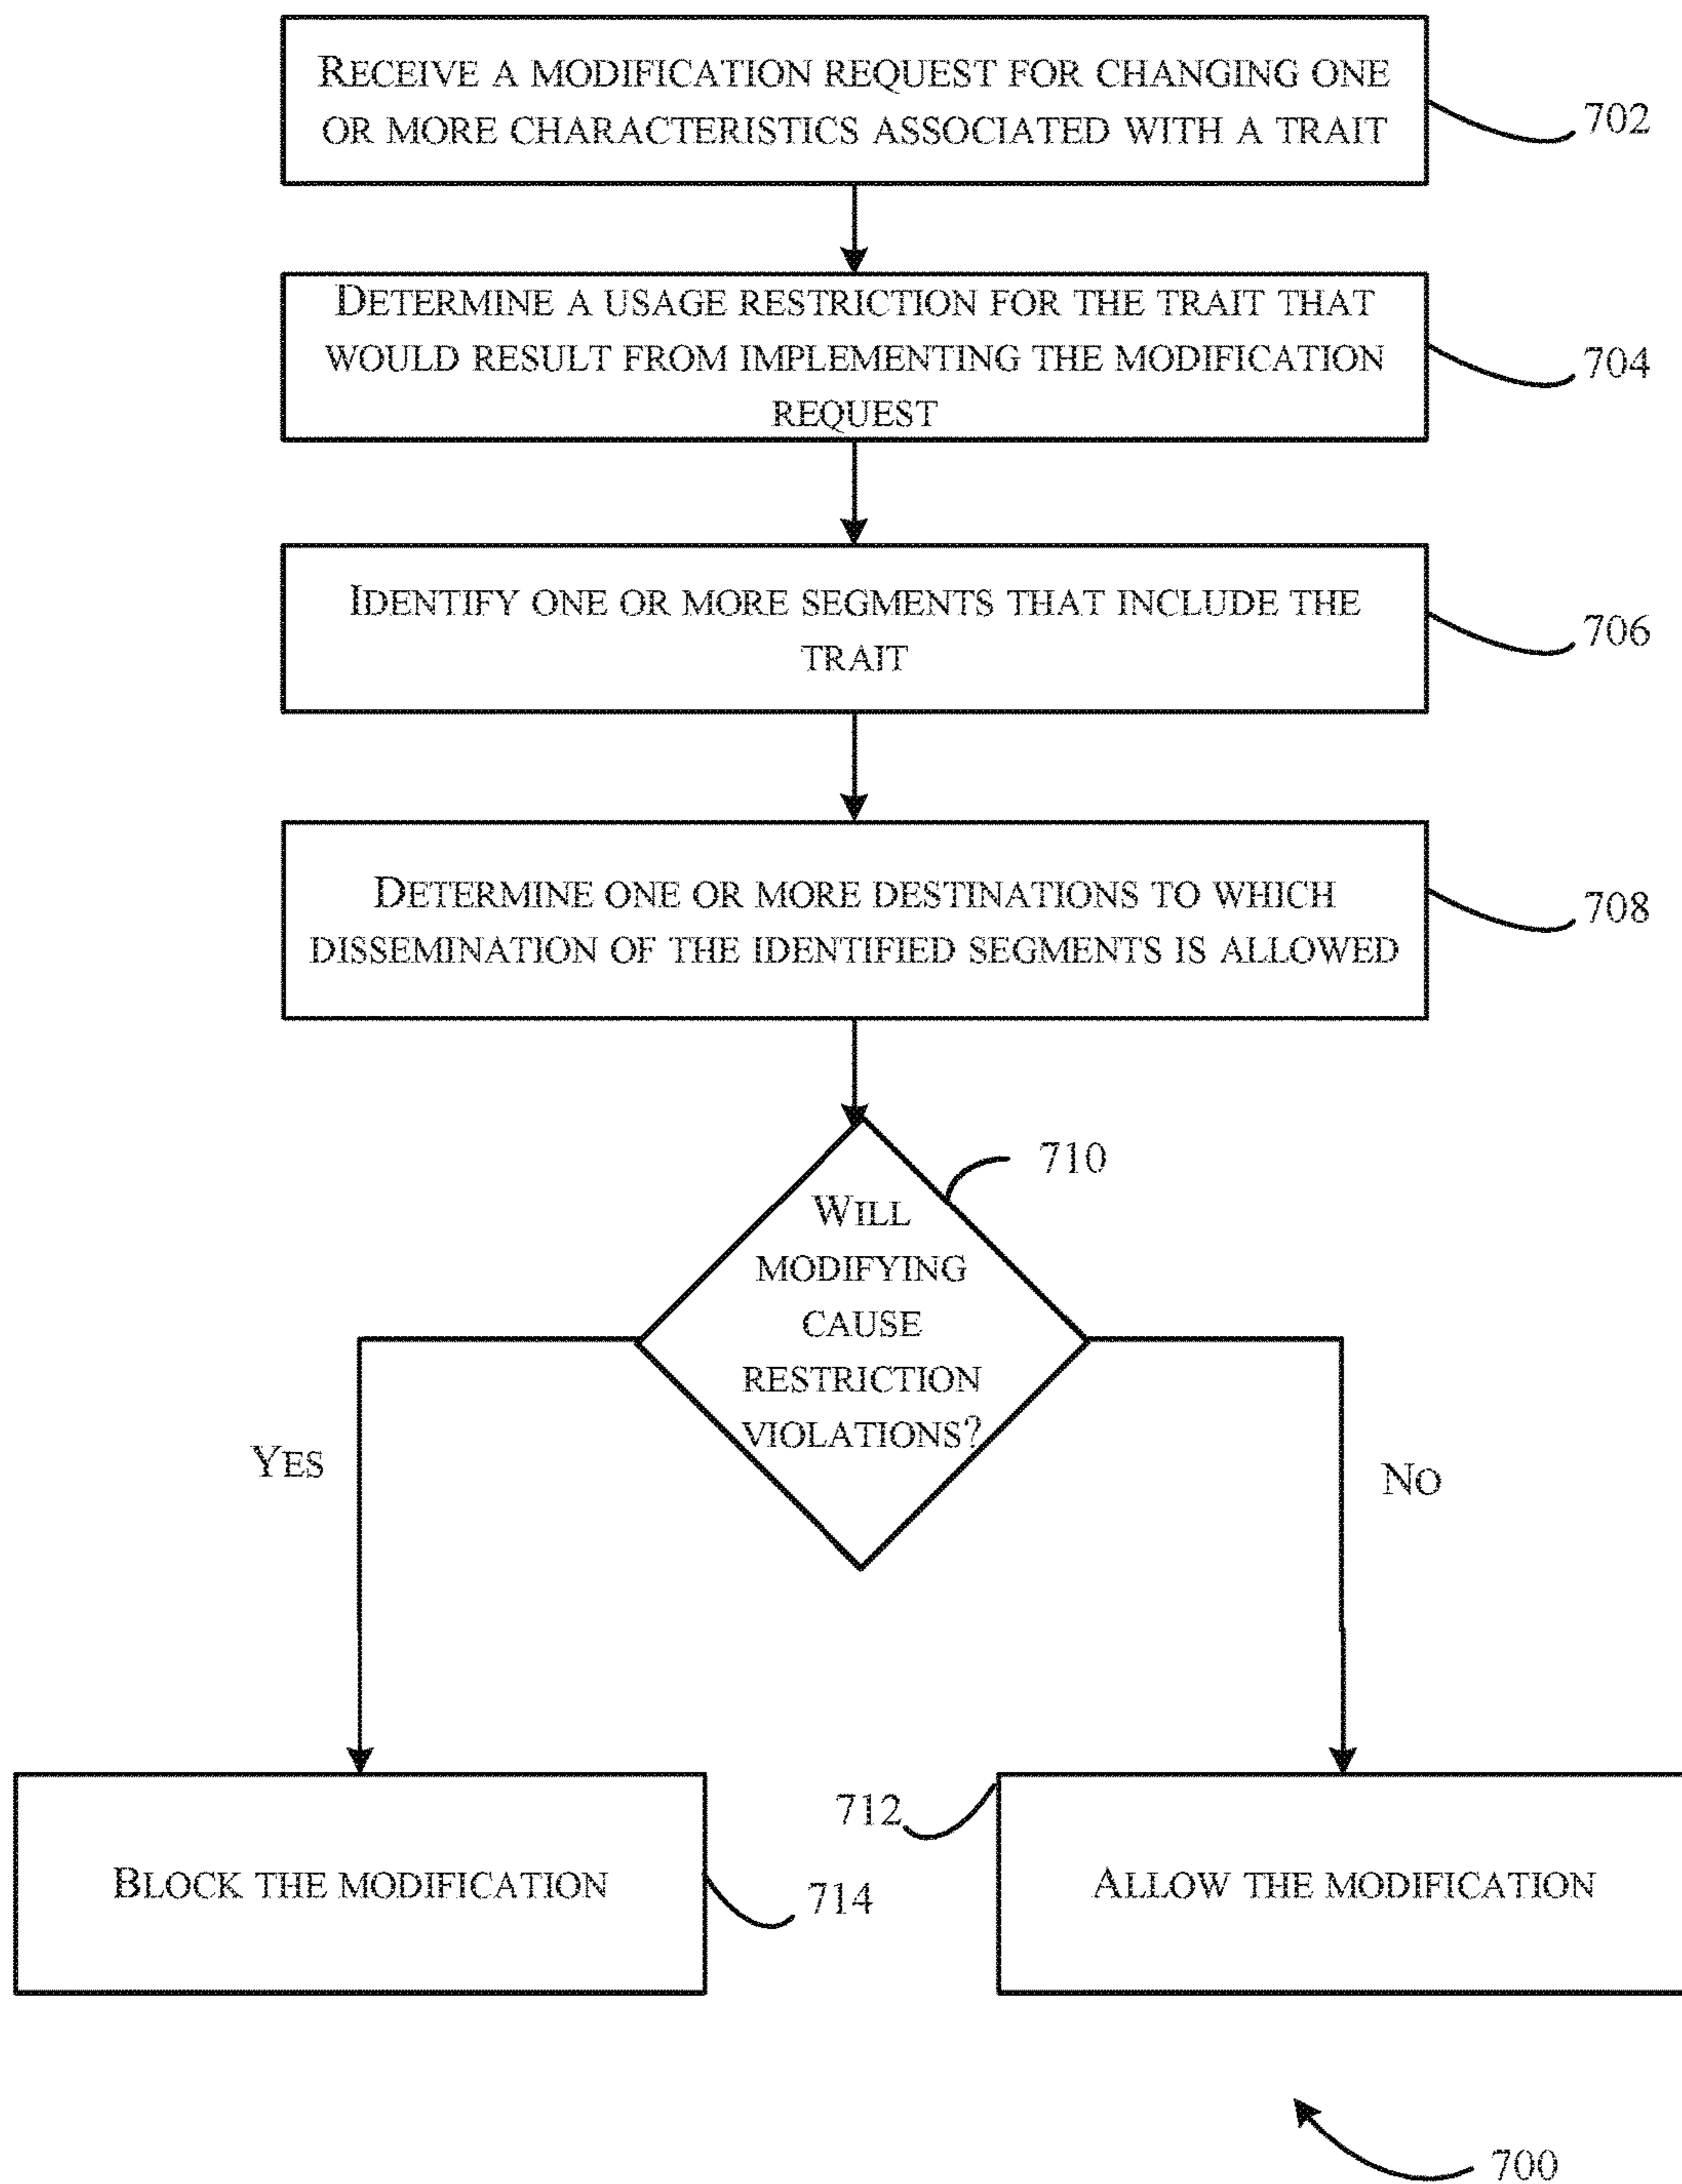 RECEIVE A MODIFICATION REQUEST FOR CHANGING ONE
OR MORE CHARACTERISTICS ASSOCIATED WITH A TRAIT
702
DETERMINE A USAGE RESTRICTION FOR THE TRAIT THAT
WOULD RESULT FROM IMPLEMENTING THE MODIFICATION
REQUEST
704
IDENTIFY ONE OR MORE SEGMENTS THAT INCLUDE THE
TRAIT
706
DETERMINE ONE OR MORE DESTINATIONS TO WHICH
DISSEMINATION OF THE IDENTIFIED SEGMENTS IS ALLOWED
708
710
WILL
MODIFYING
CAUSE
RESTRICTION
VIOLATIONS?
YES
NO
712
BLOCK THE MODIFICATION
714
ALLOW THE MODIFICATION
700